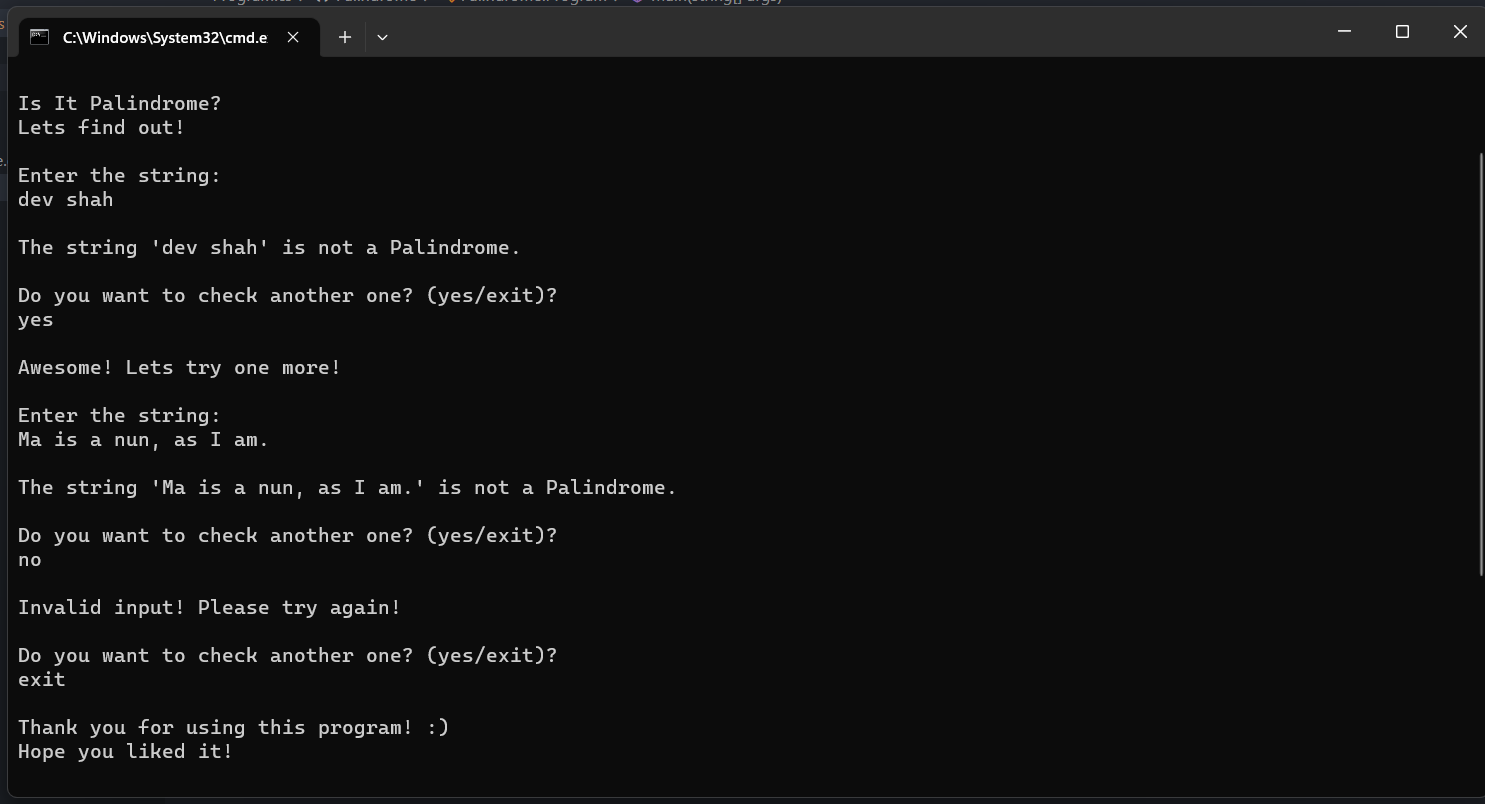 C:\Windows\System32\cmd.e
Is It Palindrome?
Lets find out!
Enter the string:
dev shah
The string 'dev shah' is not a Palindrome.
Do you want to check another one? (yes/exit)?
yes
Awesome! Lets try one more!
Enter the string:
Ma is a nun, as I am.
The string 'Ma is a nun, as I am.' is not a Palindrome.
Do you want to check another one? (yes/exit)?
no
Invalid input! Please try again!
Do you want to check another one? (yes/exit)?
exit
Thank you for using this program! :)
Hope you liked it!